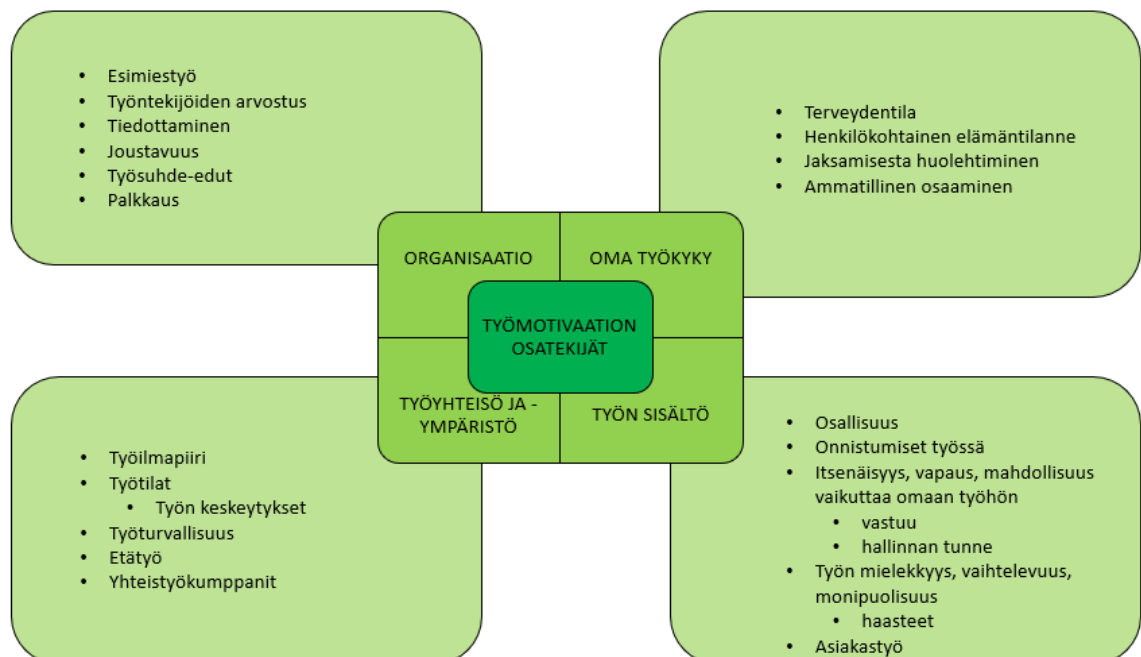 • Esimiestyö
• Työntekijöiden arvostus
• Tiedottaminen
• Joustavuus
• Työsuhde-edut
• Palkkaus
• Terveydentila
• Henkilökohtainen elämäntilanne
• Jaksamisesta huolehtiminen
• Ammatillinen osaaminen
ORGANISAATIO
OMA TYÖKYKY
TYÖMOTIVAATION
OSATEKIJÄT
TYÖYHTEISÖ JA -
YMPÄRISTÖ
TYÖN SISÄLTÖ
• Työilmapiiri
• Työtilat
• Työn keskeytykset
• Työturvallisuus
• Etätyö
• Yhteistyökumppanit
• Osallisuus
• Onnistumiset työssä
• Itsenäisyys, vapaus, mahdollisuus
vaikuttaa omaan työhön
• vastuu
• hallinnan tunne
• Työn mielekkyys, vaihtelevuus,
monipuolisuus
• haasteet
• Asiakastyö